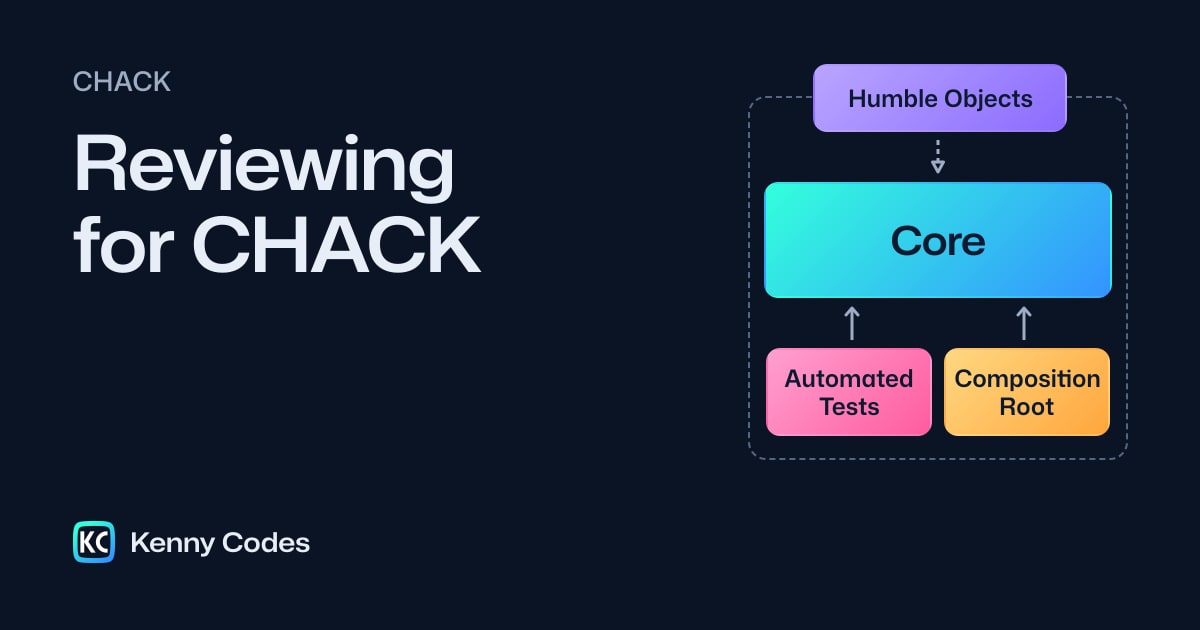 CHACK
Reviewing
for CHACK
Humble Objects
Core
Automated
Tests
Composition
Root
KC
Kenny Codes